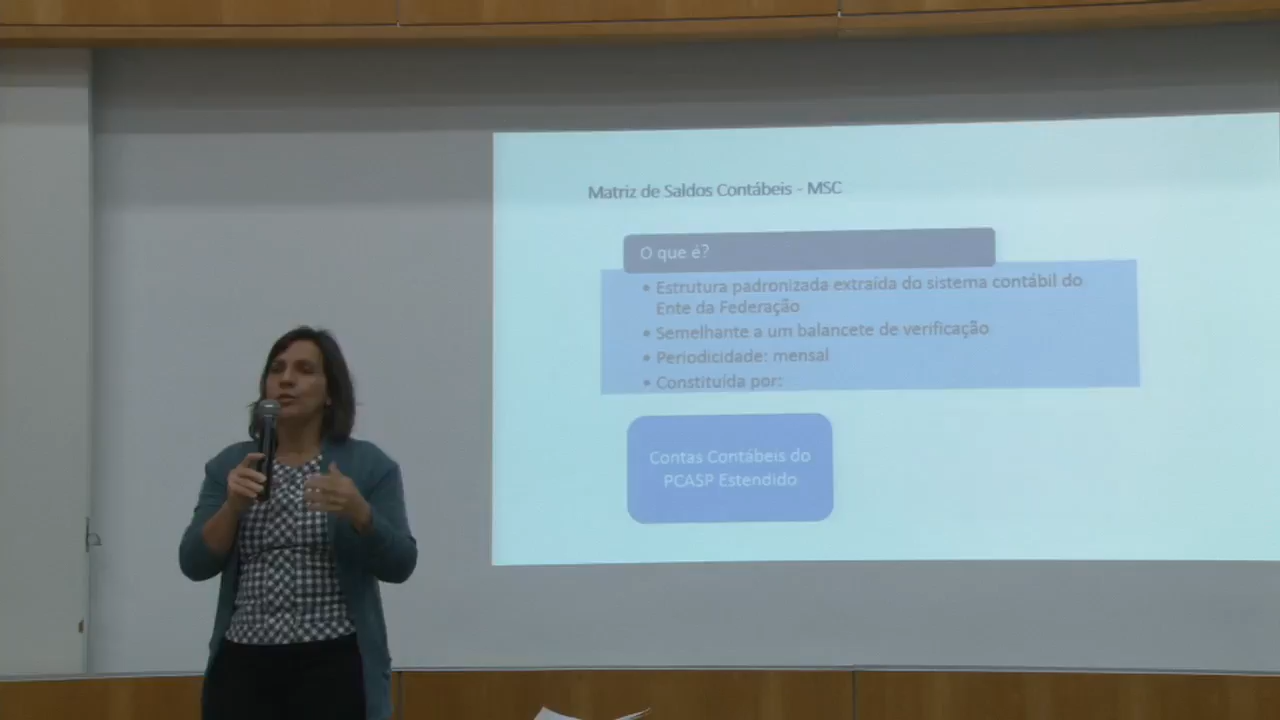 Matriz de Saldos Contábeis - MSC
O que é?
• Estrutura padronizada extraída do sistema contábil do
Ente da Federação
• Semelhante a um balancete de verificação
• Periodicidade: mensal
• Constituída por:
Contas Contábeis do
PCASP Estendido